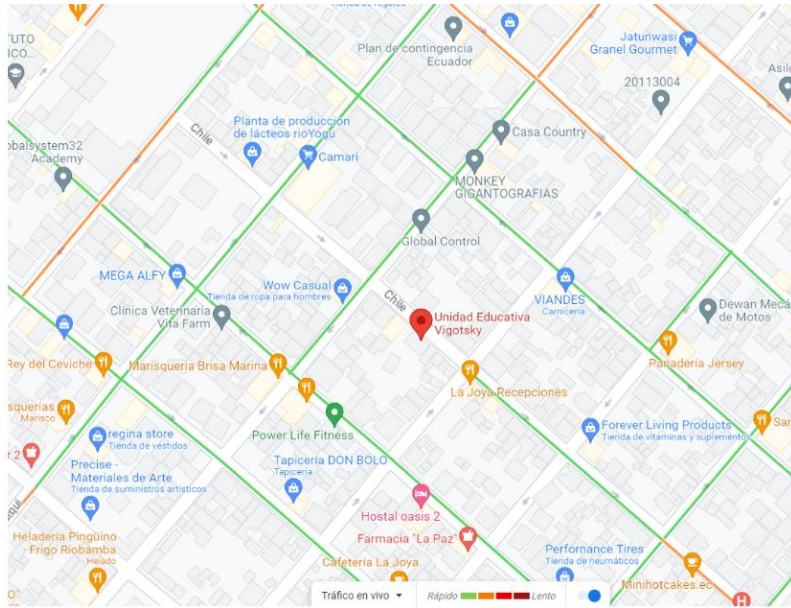 TUTO
Plan de contingencia
Ecuador
Jatunwasi
Granel Gourmet
20113004
Asilo
Planta de producción
de lácteos rioYogu
Chile
Camari
Casa Country
obalsystem32
Academy
MONKEY
GIGANTOGRAFIAS
Global Control
MEGA ALFY
Wow Casual
Tienda de ropa para hombres
Chile
VIANDES
Carnicería
Clínica Veterinaria
Vita Farm
Unidad Educativa
Vigotsky
Dewan Mecá
de Motos
Rey del Ceviche
Marisqueria Brisa Marina
La Joya Recepciones
Panadería Jersey
squerías
Marisco
regina store
Tienda de vestidos
Power Life Fitness
Forever Living Products
Tienda de vitaminas y suplementos
San
r 2
Precise -
Materiales de Arte
Tienda de suministros artísticos
Tapicería DON BOLO
Tapicería
Hostal oasis 2
Farmacia "La Paz"
Heladería Pingüino
- Frigo Riobamba
Helado
Cafetería La Joya
Perfornance Tires
Tienda de neumáticos
Minihotcakes.ec
Tráfico en vivo
Rápido
Lento